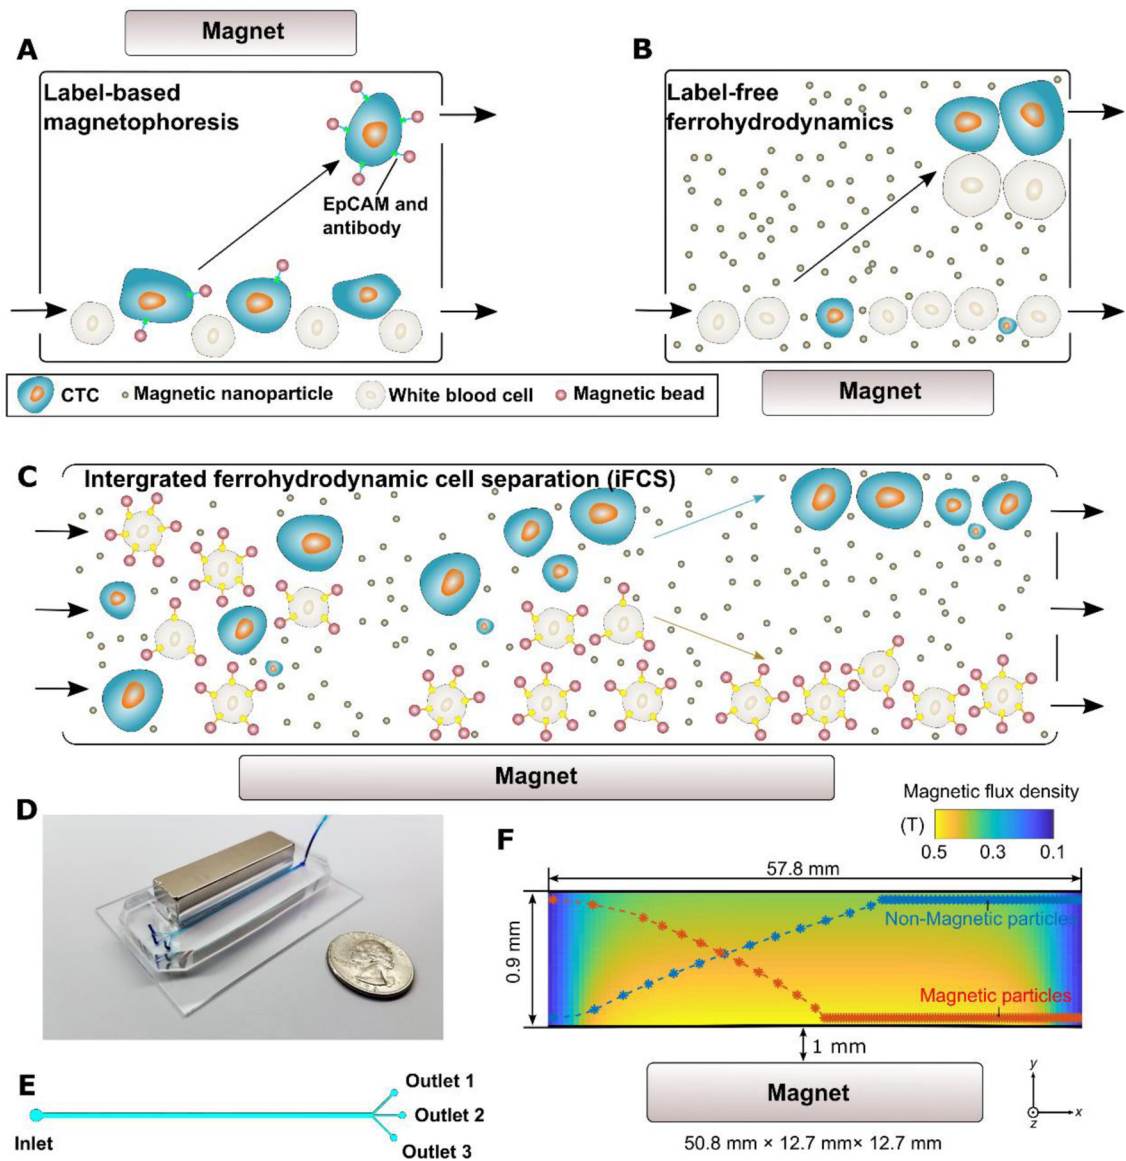 Magnet
A
Label-based
magnetophoresis
EpCAM and
antibody
B
Label-free
ferrohydrodynamics
CTC
Magnetic nanoparticle
White blood cell
Magnetic bead
Magnet
C
Intergrated ferrohydrodynamic cell separation (iFCS)
Magnet
D
E
Inlet
Outlet 1
Outlet 2
Outlet 3
F
Magnetic flux density
(T)
0.5 0.3 0.1
57.8 mm
0.9 mm
Non-Magnetic particles
Magnetic particles
1 mm
Magnet
50.8 mm × 12.7 mm× 12.7 mm
y
x
z